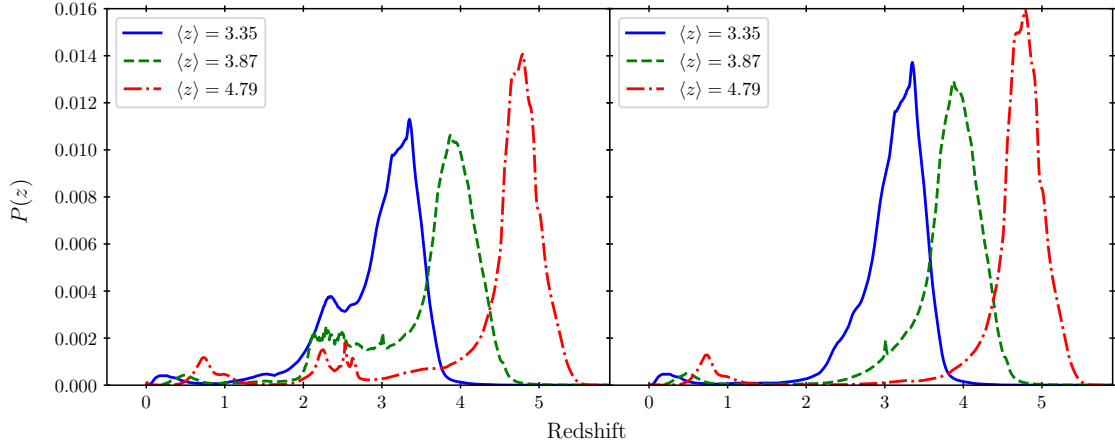 0.016
0.014
0.012
0.010
0.008
0.006
0.004
0.002
0.000
P(z)
⟨z⟩ = 3.35
⟨z⟩ = 3.87
⟨z⟩ = 4.79
0 1 2 3 4 5
⟨z⟩ = 3.35
⟨z⟩ = 3.87
⟨z⟩ = 4.79
0 1 2 3 4 5
Redshift